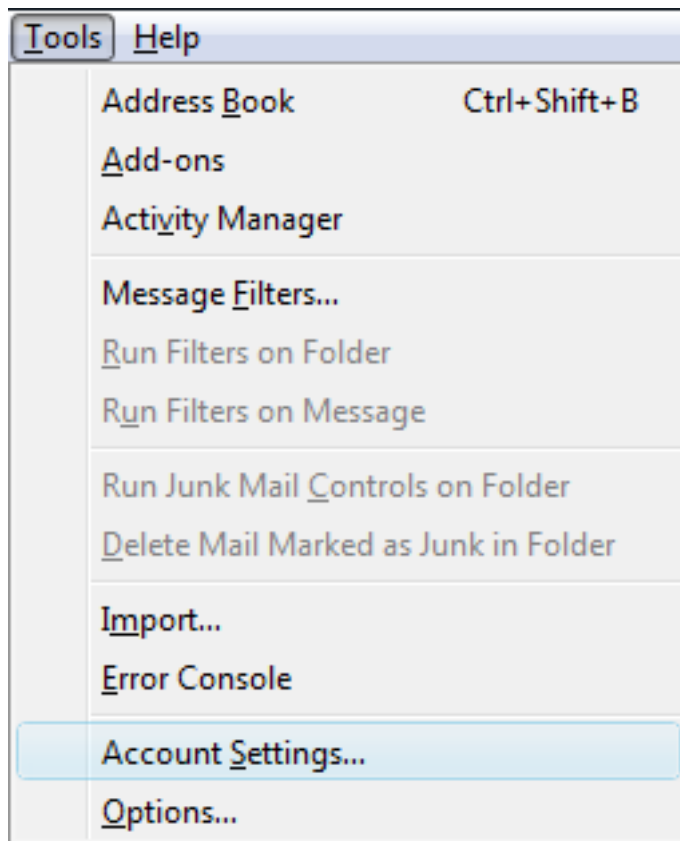 Tools Help
Address Book Ctrl+Shift+B
Add-ons
Activity Manager
Message Filters...
Run Filters on Folder
Run Filters on Message
Run Junk Mail Controls on Folder
Delete Mail Marked as Junk in Folder
Import...
Error Console
Account Settings...
Options...